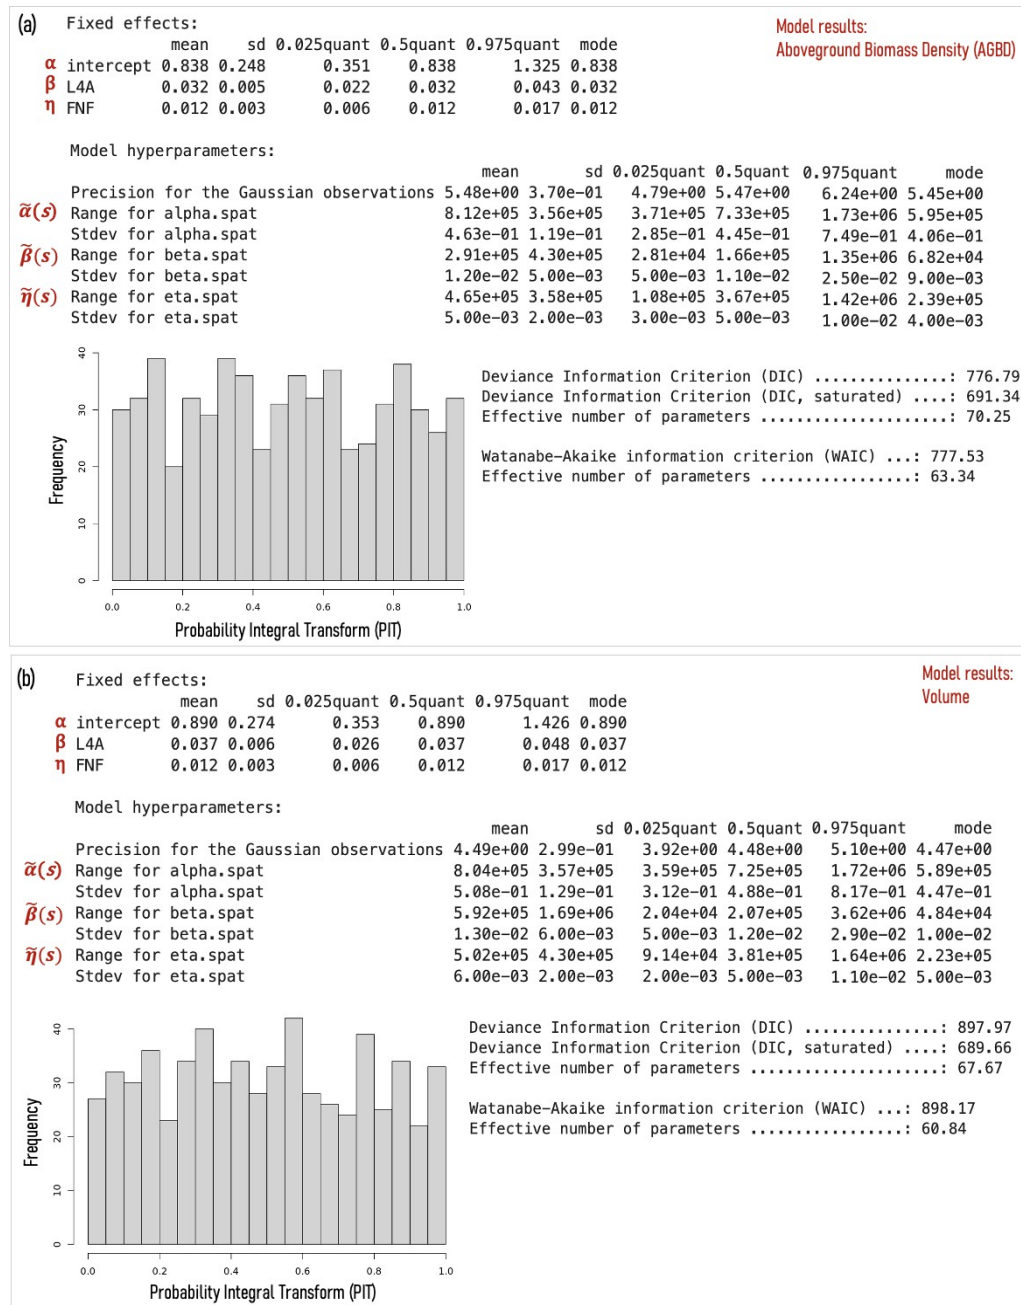 (a) Fixed effects:
Model results:
Aboveground Biomass Density (AGBD)
mean sd 0.025quant 0.5quant 0.975quant mode
α intercept 0.838 0.248 0.351 0.838 1.325 0.838
β L4A 0.032 0.005 0.022 0.032 0.043 0.032
η FNF 0.012 0.003 0.006 0.012 0.017 0.012
Model hyperparameters:
mean sd 0.025quant 0.5quant 0.975quant mode
Precision for the Gaussian observations 5.48e+00 3.70e-01 4.79e+00 5.47e+00 6.24e+00 5.45e+00
α̃(s) Range for alpha.spat 8.12e+05 3.56e+05 3.71e+05 7.33e+05 1.73e+06 5.95e+05
Stdev for alpha.spat 4.63e-01 1.19e-01 2.85e-01 4.45e-01 7.49e-01 4.06e-01
β̃(s) Range for beta.spat 2.91e+05 4.30e+05 2.81e+04 1.66e+05 1.35e+06 6.82e+04
Stdev for beta.spat 1.20e-02 5.00e-03 5.00e-03 1.10e-02 2.50e-02 9.00e-03
η̃(s) Range for eta.spat 4.65e+05 3.58e+05 1.08e+05 3.67e+05 1.42e+06 2.39e+05
Stdev for eta.spat 5.00e-03 2.00e-03 3.00e-03 5.00e-03 1.00e-02 4.00e-03
40
30
20
10
0
Frequency
0.0 0.2 0.4 0.6 0.8 1.0
Probability Integral Transform (PIT)
Deviance Information Criterion (DIC) ...............: 776.79
Deviance Information Criterion (DIC, saturated) ....: 691.34
Effective number of parameters .....................: 70.25
Watanabe-Akaike information criterion (WAIC) ...: 777.53
Effective number of parameters .................: 63.34
(b) Fixed effects:
Model results:
Volume
mean sd 0.025quant 0.5quant 0.975quant mode
α intercept 0.890 0.274 0.353 0.890 1.426 0.890
β L4A 0.037 0.006 0.026 0.037 0.048 0.037
η FNF 0.012 0.003 0.006 0.012 0.017 0.012
Model hyperparameters:
mean sd 0.025quant 0.5quant 0.975quant mode
Precision for the Gaussian observations 4.49e+00 2.99e-01 3.92e+00 4.48e+00 5.10e+00 4.47e+00
α̃(s) Range for alpha.spat 8.04e+05 3.57e+05 3.59e+05 7.25e+05 1.72e+06 5.89e+05
Stdev for alpha.spat 5.08e-01 1.29e-01 3.12e-01 4.88e-01 8.17e-01 4.47e-01
β̃(s) Range for beta.spat 5.92e+05 1.69e+06 2.04e+04 2.07e+05 3.62e+06 4.84e+04
Stdev for beta.spat 1.30e-02 6.00e-03 5.00e-03 1.20e-02 2.90e-02 1.00e-02
η̃(s) Range for eta.spat 5.02e+05 4.30e+05 9.14e+04 3.81e+05 1.64e+06 2.23e+05
Stdev for eta.spat 6.00e-03 2.00e-03 2.00e-03 5.00e-03 1.10e-02 5.00e-03
40
30
20
10
0
Frequency
0.0 0.2 0.4 0.6 0.8 1.0
Probability Integral Transform (PIT)
Deviance Information Criterion (DIC) ...............: 897.97
Deviance Information Criterion (DIC, saturated) ....: 689.66
Effective number of parameters .....................: 67.67
Watanabe-Akaike information criterion (WAIC) ...: 898.17
Effective number of parameters .................: 60.84